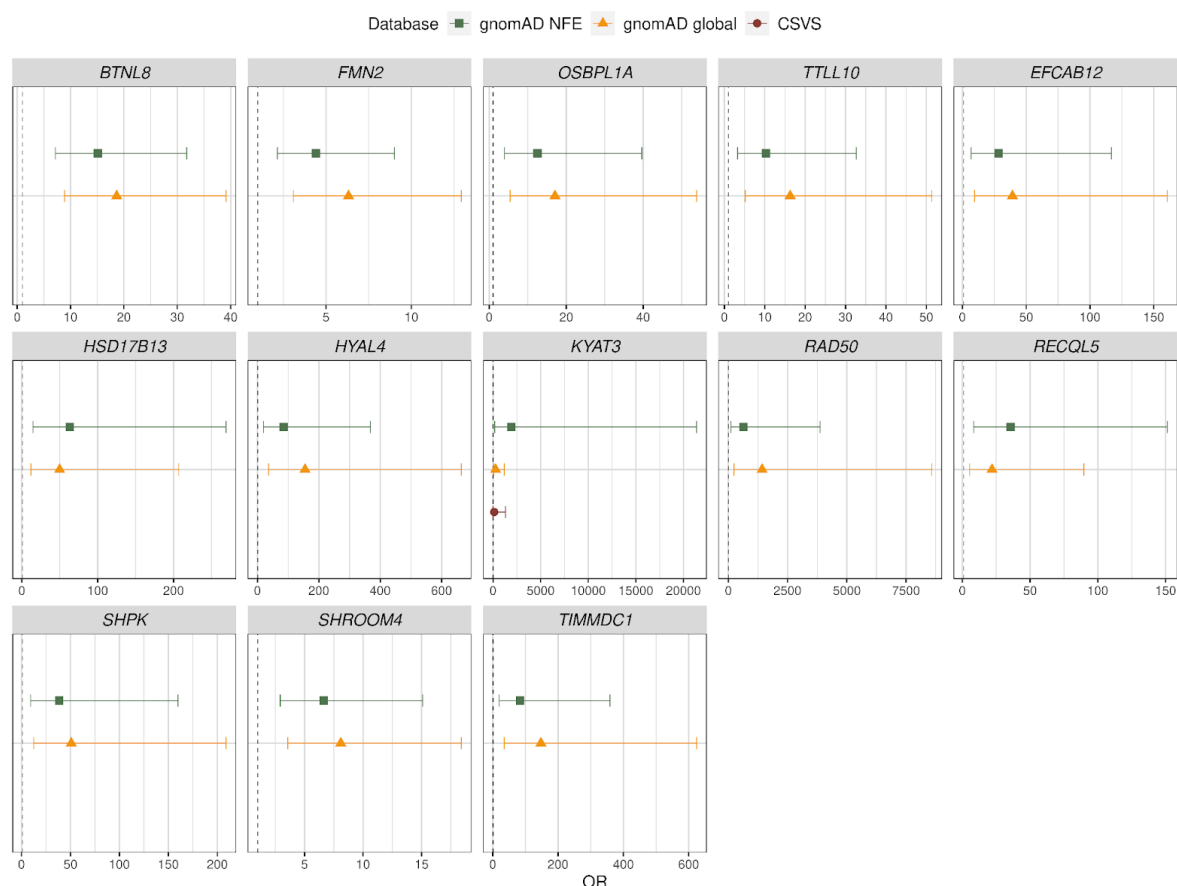 Database gnomAD NFE gnomAD global CSVS
BTNL8 FMN2 OSBPL1A TTLL10 EFCAB12
0 10 20 30 40 5 10 0 20 40 0 10 20 30 40 50 0 50 100 150
HSD17B13 HYAL4 KYAT3 RAD50 RECQL5
0 100 200 0 200 400 600 0 5000 10000 15000 20000 0 2500 5000 7500 0 50 100 150
SHPK SHROOM4 TIMMDC1
0 50 100 150 200 5 10 15 0 200 400 600
OR